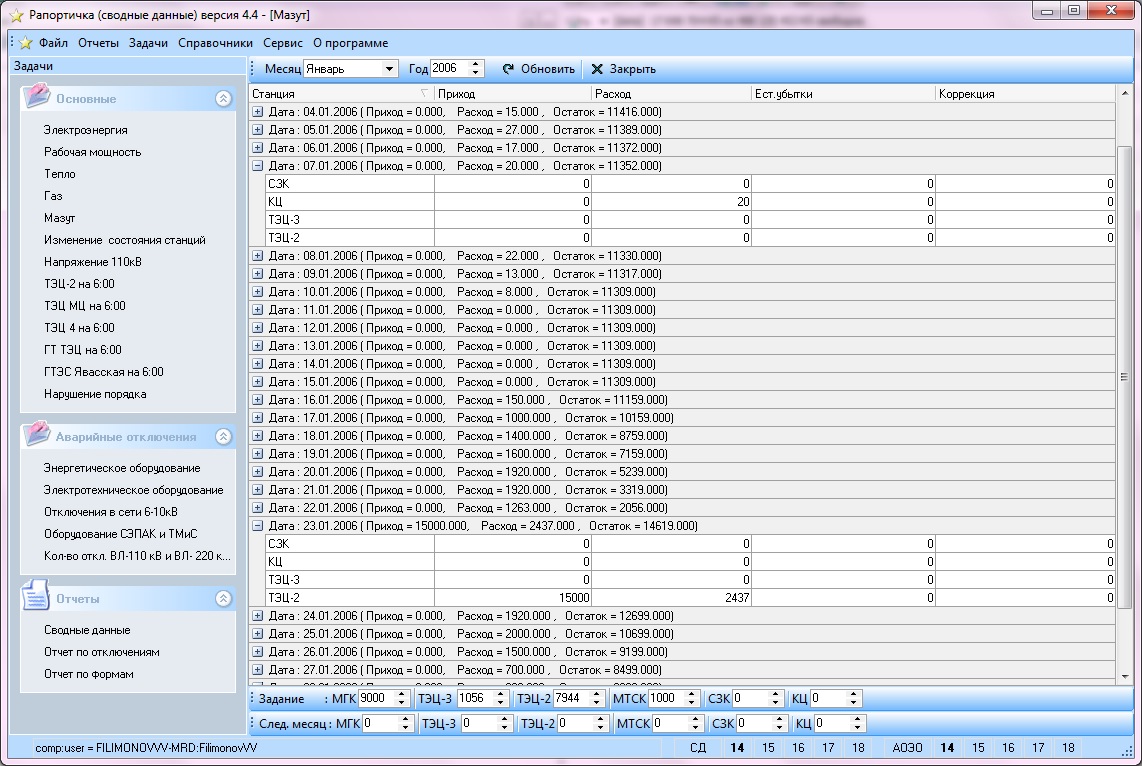 Рапортичка (сводные данные) версия 4.4 - [Мазут]
Файл Отчеты Задачи Справочники Сервис О программе
Задачи
Основные
Электроэнергия
Рабочая мощность
Тепло
Газ
Мазут
Изменение состояния станций
Напряжение 110кВ
ТЭЦ-2 на 6:00
ТЭЦ МЦ на 6:00
ТЭЦ 4 на 6:00
ГТ ТЭЦ на 6:00
ГТЭС Явасская на 6:00
Нарушение порядка
Аварийные отключения
Энергетическое оборудование
Электротехническое оборудование
Отключения в сети 6-10кВ
Оборудование СЭПАК и ТМиС
Кол-во откл. ВЛ-110 кВ и ВЛ- 220 к...
Отчеты
Сводные данные
Отчет по отключениям
Отчет по формам
Месяц Январь Год 2006 Обновить Закрыть
Станция Приход Расход Ест.убытки Коррекция
Дата : 04.01.2006 ( Приход = 0.000, Расход = 15.000 , Остаток = 11416.000)
Дата : 05.01.2006 ( Приход = 0.000, Расход = 27.000 , Остаток = 11389.000)
Дата : 06.01.2006 ( Приход = 0.000, Расход = 17.000 , Остаток = 11372.000)
Дата : 07.01.2006 ( Приход = 0.000, Расход = 20.000 , Остаток = 11352.000)
СЗК 0 0 0 0
КЦ 0 20 0 0
ТЭЦ-3 0 0 0 0
ТЭЦ-2 0 0 0 0
Дата : 08.01.2006 ( Приход = 0.000, Расход = 22.000 , Остаток = 11330.000)
Дата : 09.01.2006 ( Приход = 0.000, Расход = 13.000 , Остаток = 11317.000)
Дата : 10.01.2006 ( Приход = 0.000, Расход = 8.000 , Остаток = 11309.000)
Дата : 11.01.2006 ( Приход = 0.000, Расход = 0.000 , Остаток = 11309.000)
Дата : 12.01.2006 ( Приход = 0.000, Расход = 0.000 , Остаток = 11309.000)
Дата : 13.01.2006 ( Приход = 0.000, Расход = 0.000 , Остаток = 11309.000)
Дата : 14.01.2006 ( Приход = 0.000, Расход = 0.000 , Остаток = 11309.000)
Дата : 15.01.2006 ( Приход = 0.000, Расход = 0.000 , Остаток = 11309.000)
Дата : 16.01.2006 ( Приход = 0.000, Расход = 150.000 , Остаток = 11159.000)
Дата : 17.01.2006 ( Приход = 0.000, Расход = 1000.000 , Остаток = 10159.000)
Дата : 18.01.2006 ( Приход = 0.000, Расход = 1400.000 , Остаток = 8759.000)
Дата : 19.01.2006 ( Приход = 0.000, Расход = 1600.000 , Остаток = 7159.000)
Дата : 20.01.2006 ( Приход = 0.000, Расход = 1920.000 , Остаток = 5239.000)
Дата : 21.01.2006 ( Приход = 0.000, Расход = 1920.000 , Остаток = 3319.000)
Дата : 22.01.2006 ( Приход = 0.000, Расход = 1263.000 , Остаток = 2056.000)
Дата : 23.01.2006 ( Приход = 15000.000, Расход = 2437.000 , Остаток = 14619.000)
СЗК 0 0 0 0
КЦ 0 0 0 0
ТЭЦ-3 0 0 0 0
ТЭЦ-2 15000 2437 0 0
Дата : 24.01.2006 ( Приход = 0.000, Расход = 1920.000 , Остаток = 12699.000)
Дата : 25.01.2006 ( Приход = 0.000, Расход = 2000.000 , Остаток = 10699.000)
Дата : 26.01.2006 ( Приход = 0.000, Расход = 1500.000 , Остаток = 9199.000)
Дата : 27.01.2006 ( Приход = 0.000, Расход = 700.000 , Остаток = 8499.000)
Задание : МГК 9000 ТЭЦ-3 1056 ТЭЦ-2 7944 МТСК 1000 СЗК 0 КЦ 0
След. месяц : МГК 0 ТЭЦ-3 0 ТЭЦ-2 0 МТСК 0 СЗК 0 КЦ 0
comp:user = FILIMONOVVV-MRD:FilimonovVV СД 14 15 16 17 18 АОЗО 14 15 16 17 18